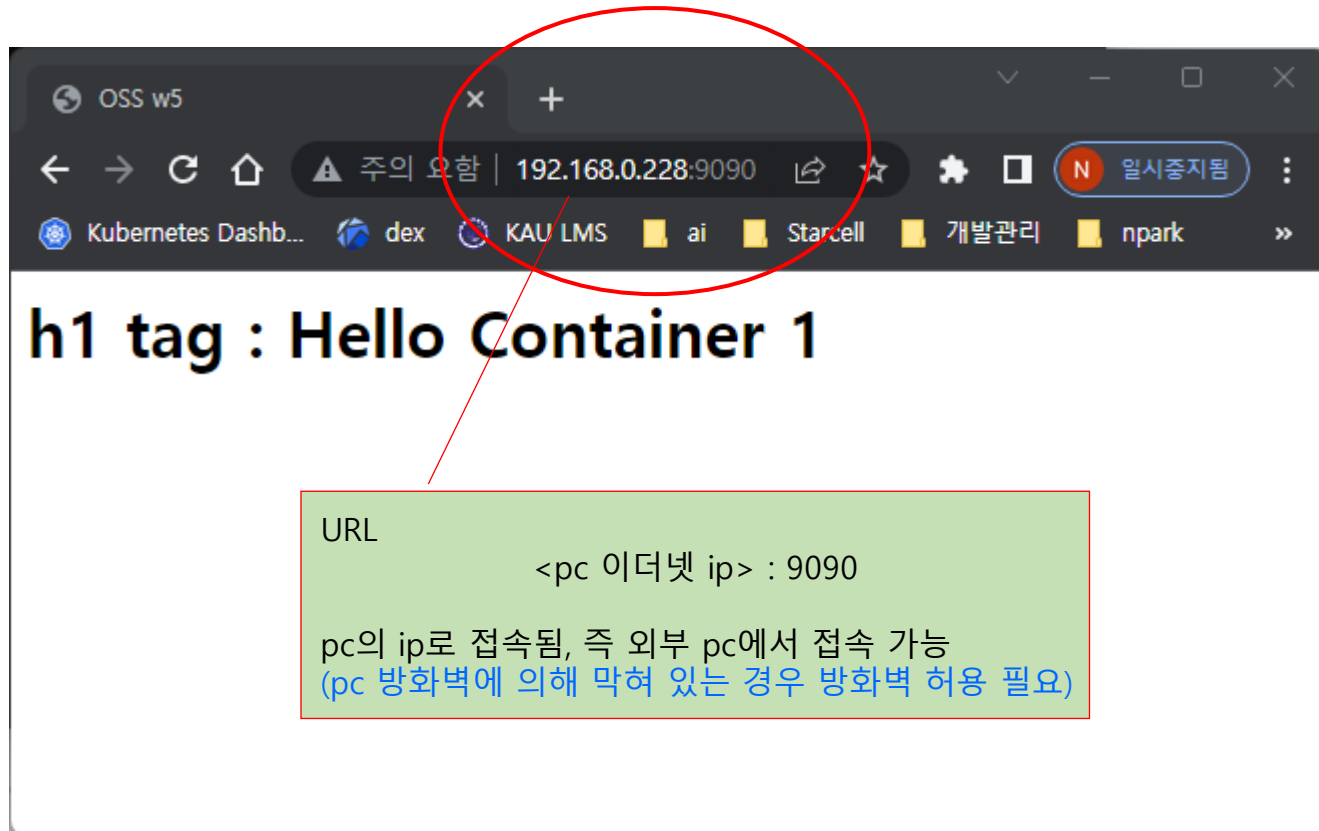 OSS w5
주의 요함 192.168.0.228:9090
N 일시중지됨
Kubernetes Dashb... dex KAU LMS ai Starcell 개발관리 npark »
h1 tag : Hello Container 1
URL
<pc 이더넷 ip> : 9090
pc의 ip로 접속됨, 즉 외부 pc에서 접속 가능
(pc 방화벽에 의해 막혀 있는 경우 방화벽 허용 필요)